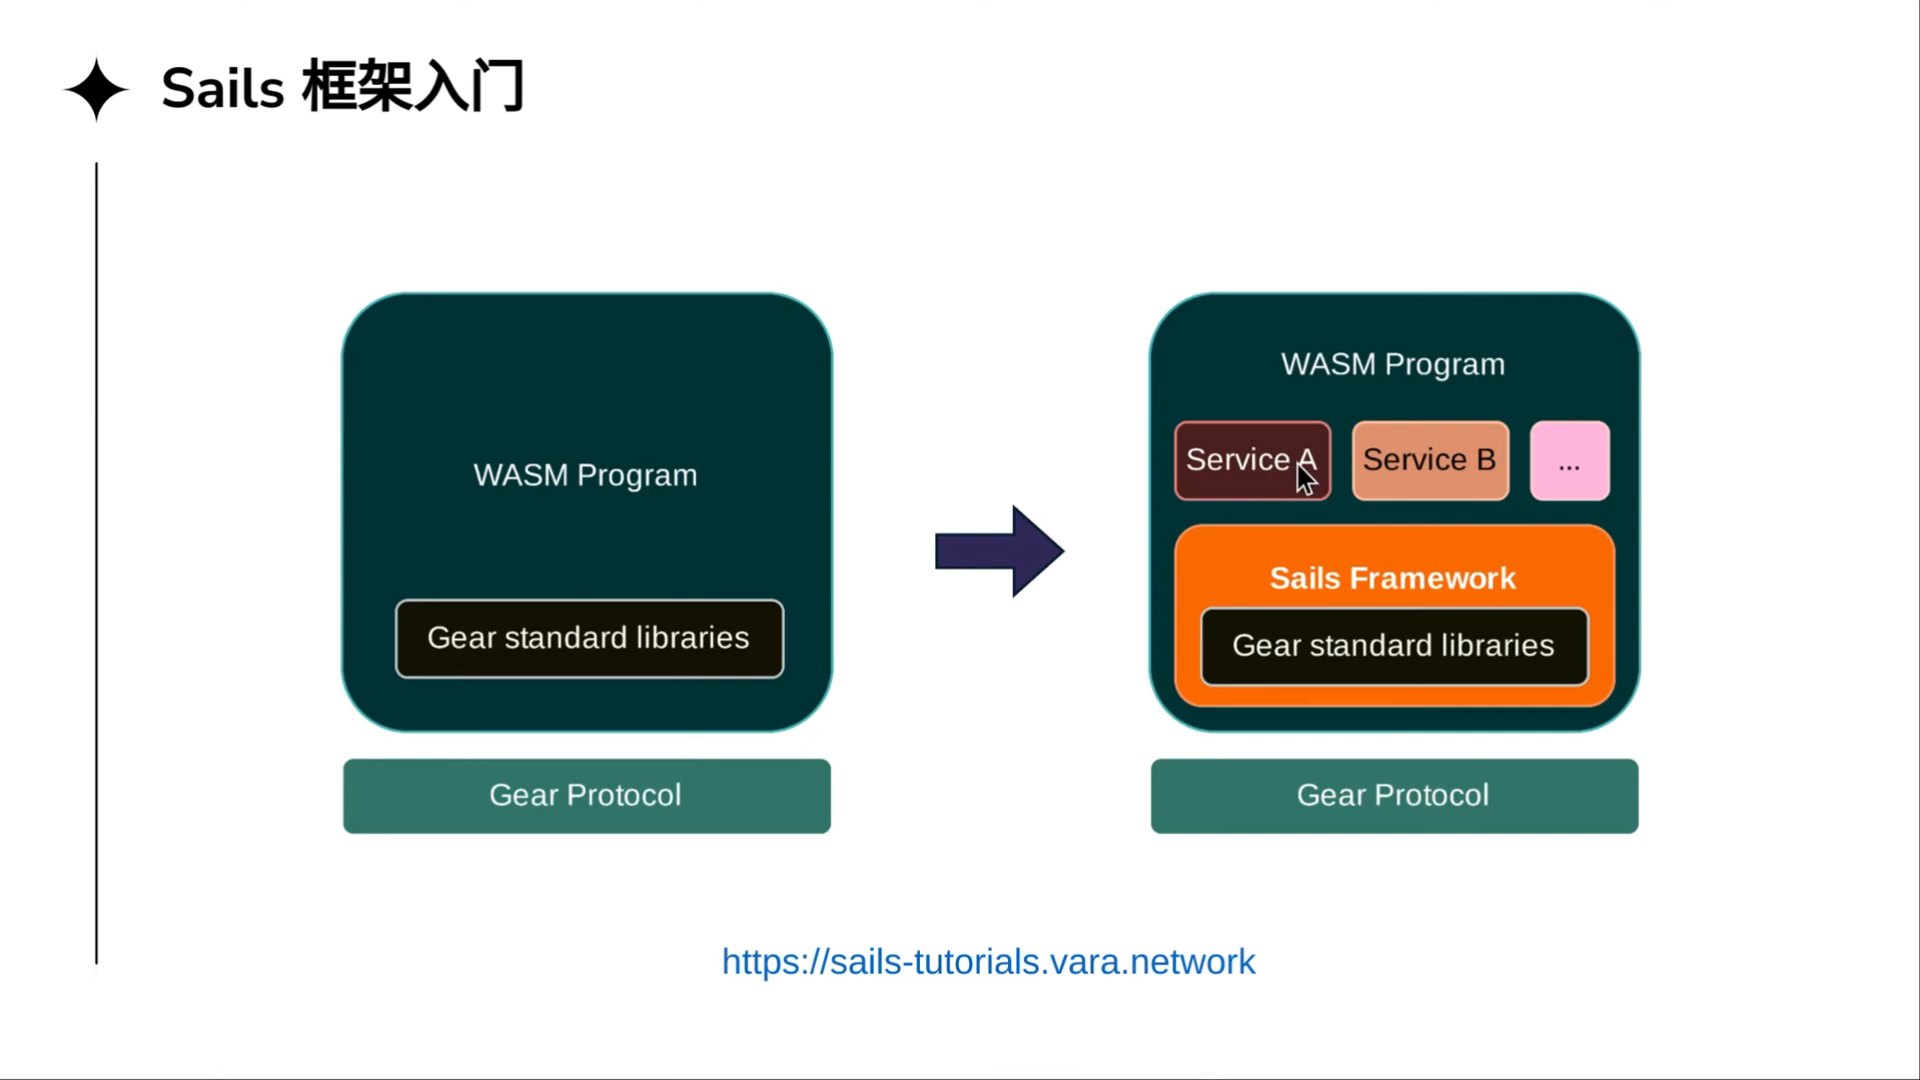 Sails 框架入门
WASM Program
Gear standard libraries
Gear Protocol
WASM Program
Service A
Service B
...
Sails Framework
Gear standard libraries
Gear Protocol
https://sails-tutorials.vara.network